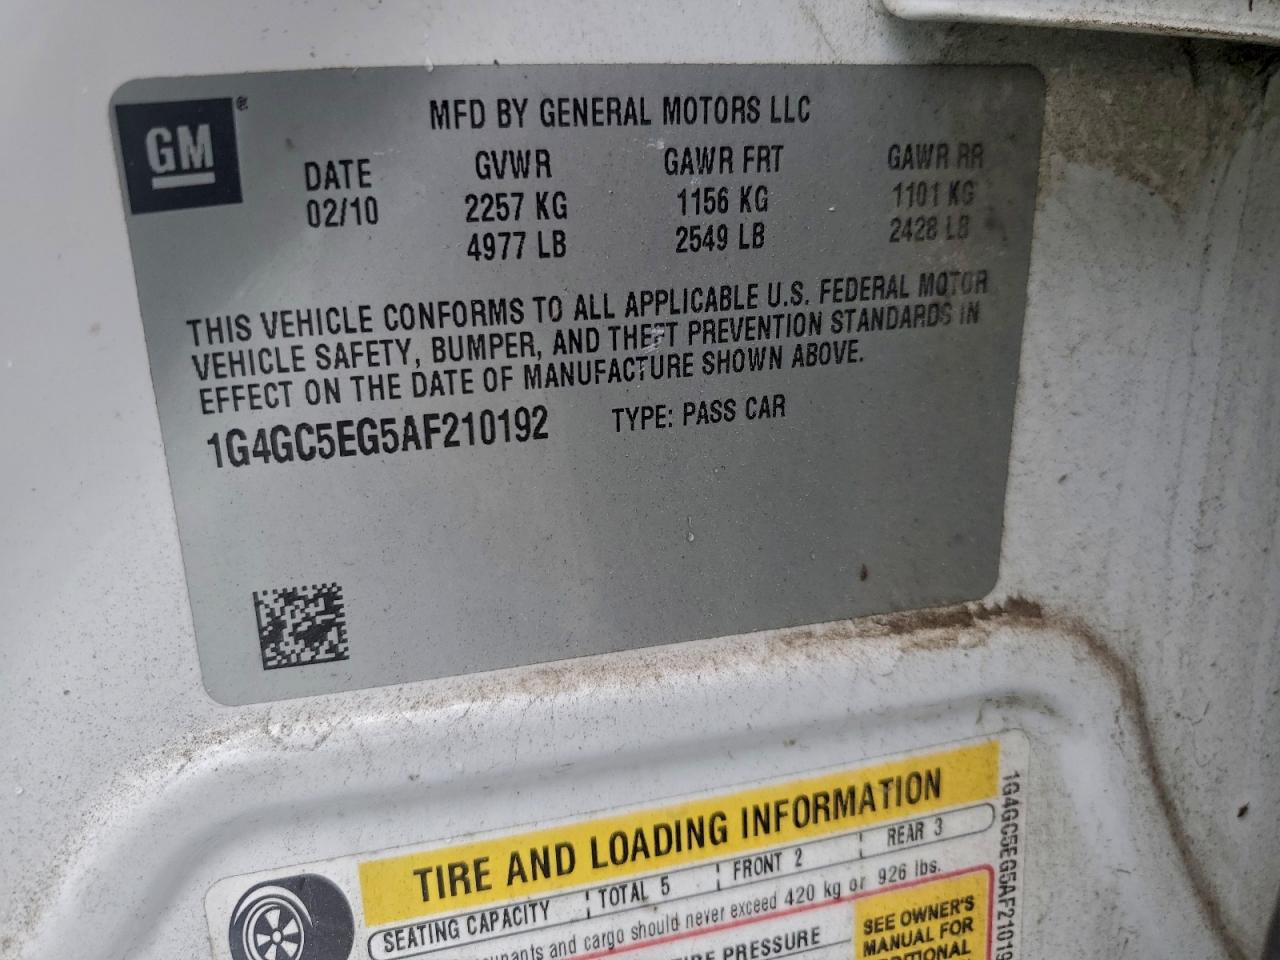 GM ®
MFD BY GENERAL MOTORS LLC
DATE GVWR GAWR FRT GAWR RR
02/10 2257 KG 1156 KG 1101 KG
4977 LB 2549 LB 2428 LB
THIS VEHICLE CONFORMS TO ALL APPLICABLE U.S. FEDERAL MOTOR
VEHICLE SAFETY, BUMPER, AND THEFT PREVENTION STANDARDS IN
EFFECT ON THE DATE OF MANUFACTURE SHOWN ABOVE.
1G4GC5EG5AF210192 TYPE: PASS CAR
TIRE AND LOADING INFORMATION
SEATING CAPACITY TOTAL 5 FRONT 2 REAR 3
and cargo should never exceed 420 kg or 926 lbs.
PRESSURE
SEE OWNER'S
MANUAL FOR
1G4GC5EG5AF21019